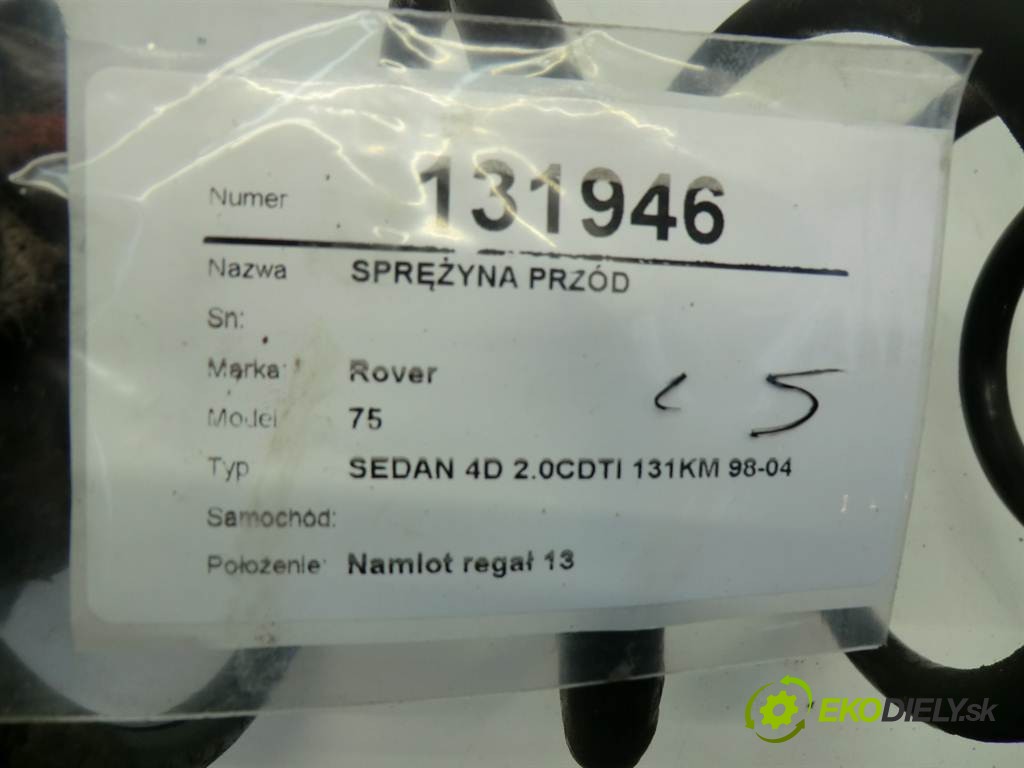 Numer 131946
Nazwa SPRĘŻYNA PRZÓD
Sn:
Marka: Rover
Model 75
Typ SEDAN 4D 2.0CDTI 131KM 98-04
Samochód:
Położenie: Namiot regał 13
5
EKODIELY.sk